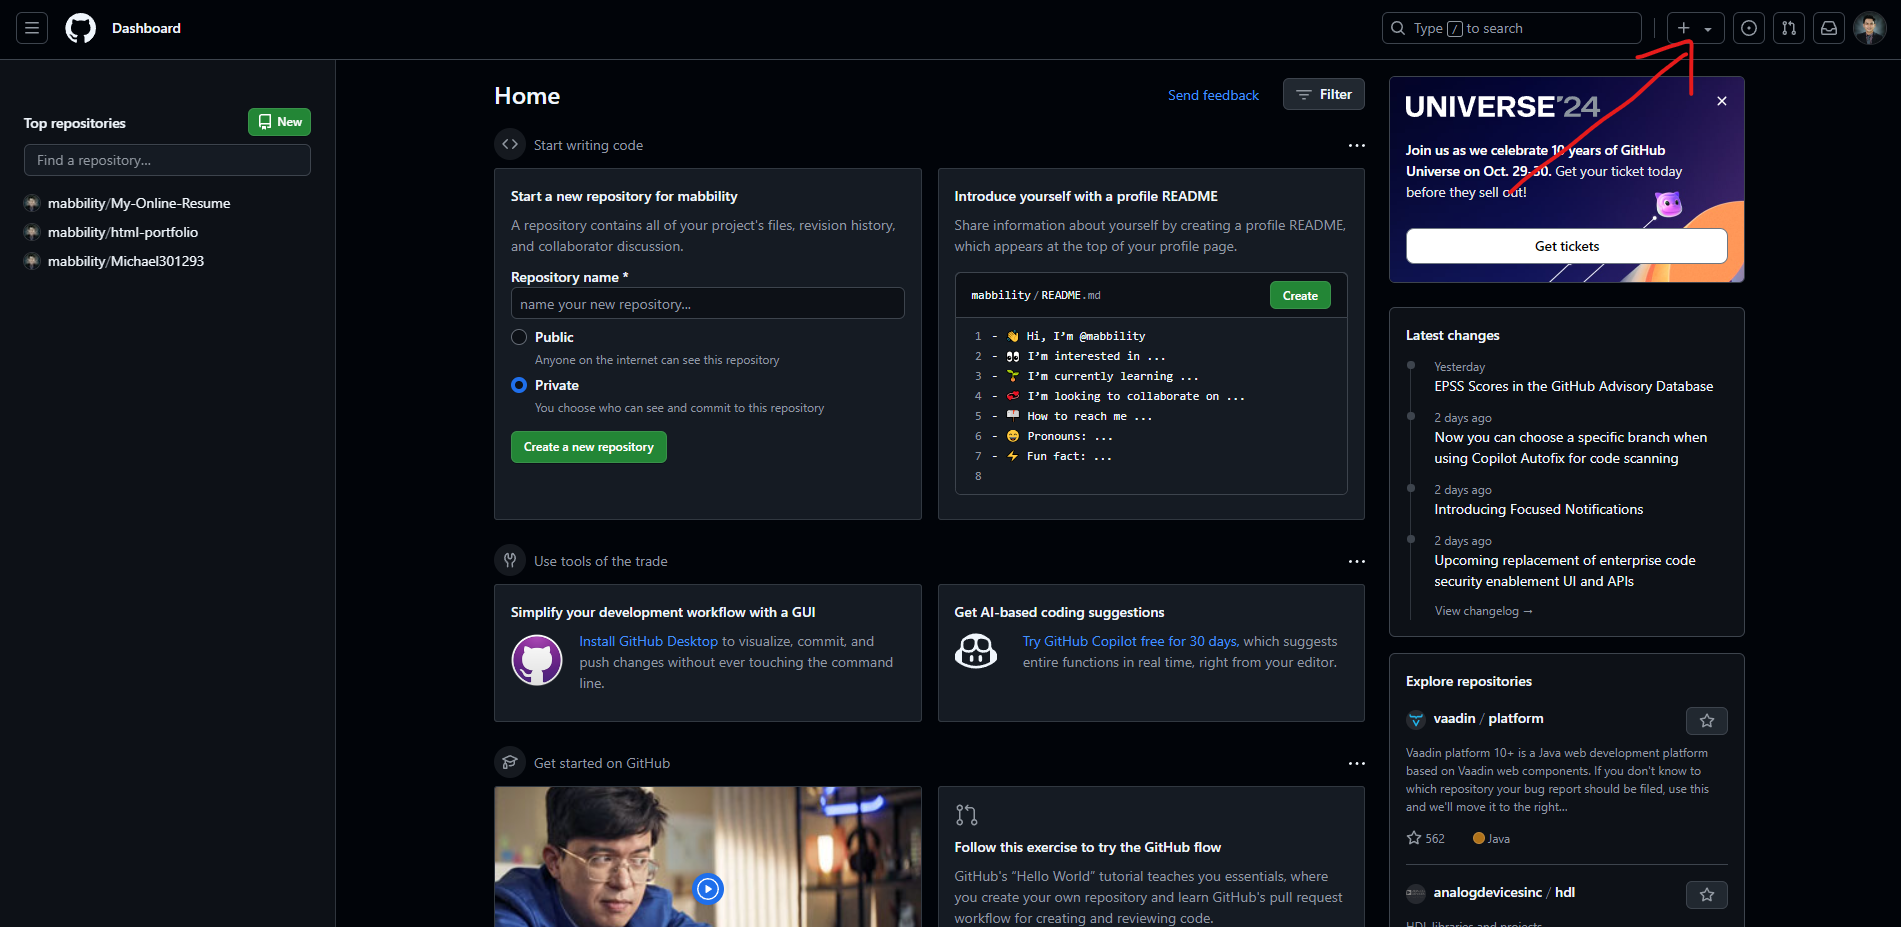 Dashboard
Type / to search
Top repositories
New
Find a repository...
mabbility/My-Online-Resume
mabbility/html-portfolio
mabbility/Michael301293
Home
Send feedback
Filter
Start writing code
Start a new repository for mabbility
A repository contains all of your project's files, revision history,
and collaborator discussion.
Repository name *
name your new repository...
Public
Anyone on the internet can see this repository
Private
You choose who can see and commit to this repository
Create a new repository
Introduce yourself with a profile README
Share information about yourself by creating a profile README,
which appears at the top of your profile page.
mabbility / README.md
Create
1 - 👋 Hi, I'm @mabbility
2 - 👀 I'm interested in ...
3 - 🌱 I'm currently learning ...
4 - 💞️ I'm looking to collaborate on ...
5 - 📫 How to reach me ...
6 - 😄 Pronouns: ...
7 - ⚡ Fun fact: ...
8
Use tools of the trade
Simplify your development workflow with a GUI
Install GitHub Desktop to visualize, commit, and
push changes without ever touching the command
line.
Get AI-based coding suggestions
Try GitHub Copilot free for 30 days, which suggests
entire functions in real time, right from your editor.
Get started on GitHub
Follow this exercise to try the GitHub flow
GitHub's “Hello World” tutorial teaches you essentials, where
you create your own repository and learn GitHub's pull request
workflow for creating and reviewing code.
UNIVERSE'24
Join us as we celebrate 10 years of GitHub
Universe on Oct. 29-30. Get your ticket today
before they sell out!
Get tickets
Latest changes
Yesterday
EPSS Scores in the GitHub Advisory Database
2 days ago
Now you can choose a specific branch when
using Copilot Autofix for code scanning
2 days ago
Introducing Focused Notifications
2 days ago
Upcoming replacement of enterprise code
security enablement UI and APIs
View changelog →
Explore repositories
vaadin / platform
Vaadin platform 10+ is a Java web development platform
based on Vaadin web components. If you don't know to
which repository your bug report should be filed, use this
and we'll move it to the right...
562
Java
analogdevicesinc / hdl
HDL libraries and projects